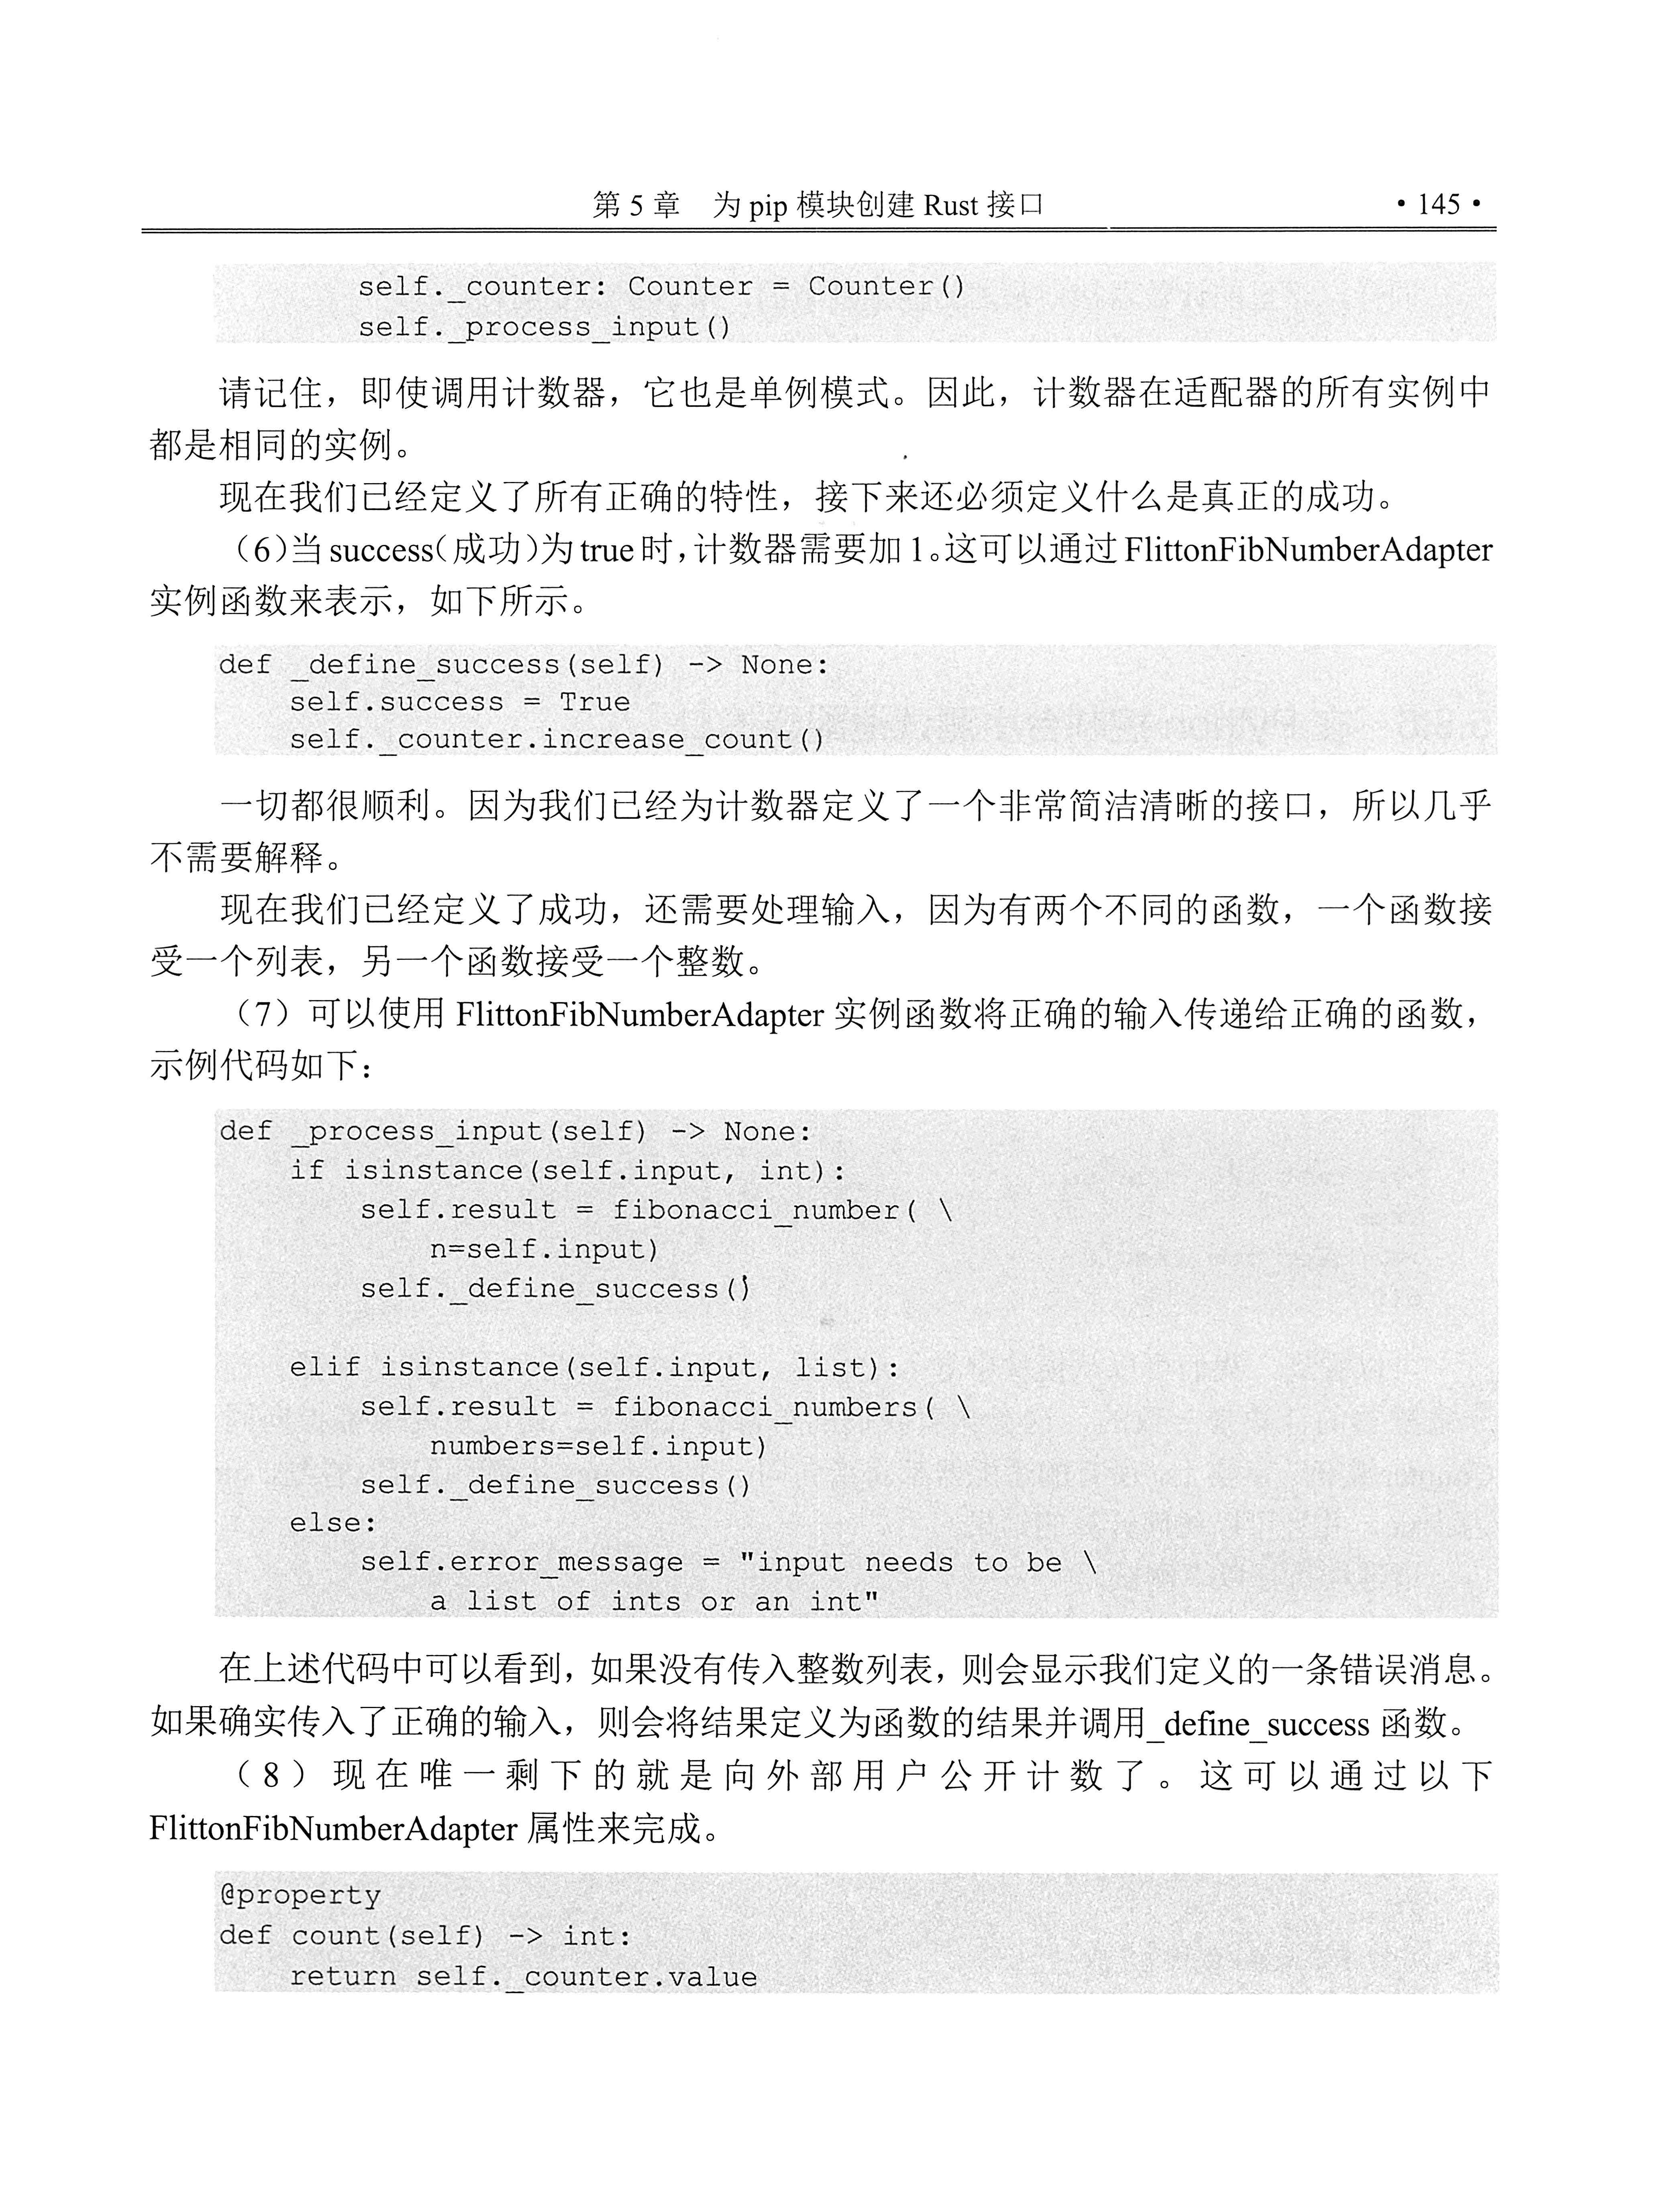 第 5 章　为 pip 模块创建 Rust 接口　• 145 •
        self._counter: Counter = Counter()
        self._process_input()
请记住，即使调用计数器，它也是单例模式。因此，计数器在适配器的所有实例中
都是相同的实例。
现在我们已经定义了所有正确的特性，接下来还必须定义什么是真正的成功。
（6）当 success（成功）为 true 时，计数器需要加 1。这可以通过 FlittonFibNumberAdapter
实例函数来表示，如下所示。
def _define_success(self) -> None:
    self.success = True
    self._counter.increase_count()
一切都很顺利。因为我们已经为计数器定义了一个非常简洁清晰的接口，所以几乎
不需要解释。
现在我们已经定义了成功，还需要处理输入，因为有两个不同的函数，一个函数接
受一个列表，另一个函数接受一个整数。
（7）可以使用 FlittonFibNumberAdapter 实例函数将正确的输入传递给正确的函数，
示例代码如下：
def _process_input(self) -> None:
    if isinstance(self.input, int):
        self.result = fibonacci_number( \
            n=self.input)
        self._define_success()
    elif isinstance(self.input, list):
        self.result = fibonacci_numbers( \
            numbers=self.input)
        self._define_success()
    else:
        self.error_message = "input needs to be \
            a list of ints or an int"
在上述代码中可以看到，如果没有传入整数列表，则会显示我们定义的一条错误消息。
如果确实传入了正确的输入，则会将结果定义为函数的结果并调用_define_success 函数。
（8）现在唯一剩下的就是向外部用户公开计数了。这可以通过以下
FlittonFibNumberAdapter 属性来完成。
@property
def count(self) -> int:
    return self._counter.value